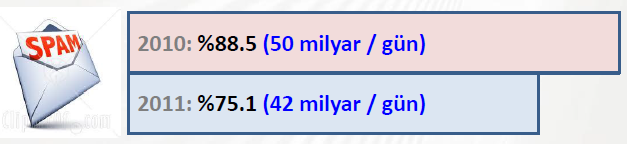 SPAM
2010: %88.5 (50 milyar / gün)
2011: %75.1 (42 milyar / gün)